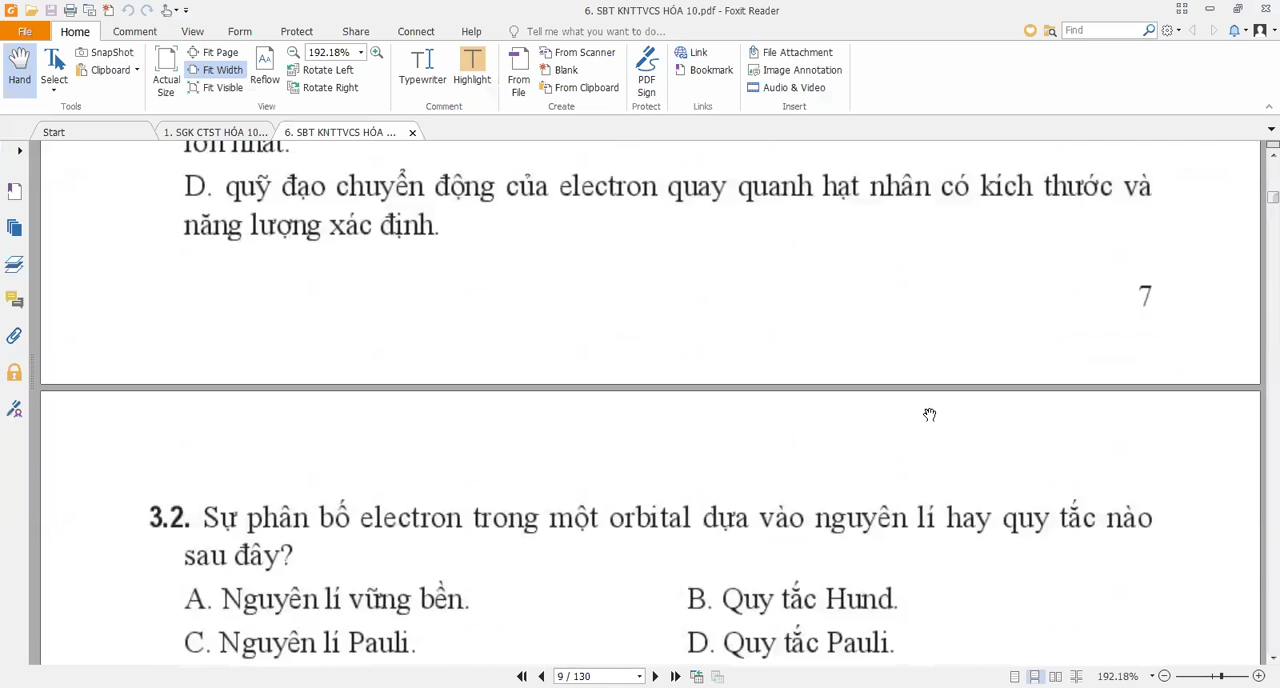 6. SBT KNTTVCS HÓA 10.pdf - Foxit Reader
File Home Comment View Form Protect Share Connect Help Tell me what you want to do... Find
Hand
Select
SnapShot
Clipboard
Tools
Actual Size
Fit Page
Fit Width
Fit Visible
Reflow
192.18%
Rotate Left
Rotate Right
View
Typewriter
Highlight
Comment
From File
From Scanner
Blank
From Clipboard
Create
PDF Sign
Protect
Link
Bookmark
Links
File Attachment
Image Annotation
Audio & Video
Insert
Start 1. SGK CTST HÓA 10... 6. SBT KNTTVCS HÓA ...
lớn nhất.
D. quỹ đạo chuyển động của electron quay quanh hạt nhân có kích thước và
năng lượng xác định.
7
3.2. Sự phân bố electron trong một orbital dựa vào nguyên lí hay quy tắc nào
sau đây?
A. Nguyên lí vững bền. B. Quy tắc Hund.
C. Nguyên lí Pauli. D. Quy tắc Pauli.
9 / 130 192.18%